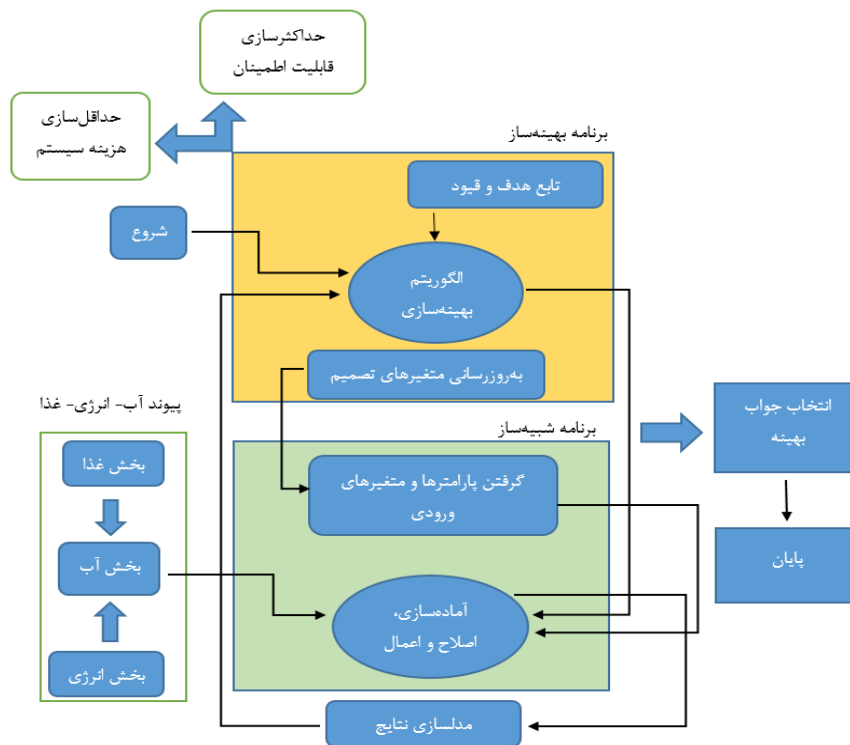 حداکثرسازی
قابلیت اطمینان
حداقل‌سازی
هزینه سیستم
برنامه بهینه‌ساز
تابع هدف و قیود
شروع
الگوریتم
بهینه‌سازی
به‌روزرسانی متغیرهای تصمیم
پیوند آب- انرژی- غذا
انتخاب جواب
بهینه
برنامه شبیه‌ساز
بخش غذا
گرفتن پارامترها و متغیرهای
ورودی
بخش آب
پایان
آماده‌سازی،
اصلاح و اعمال
بخش انرژی
مدلسازی نتایج